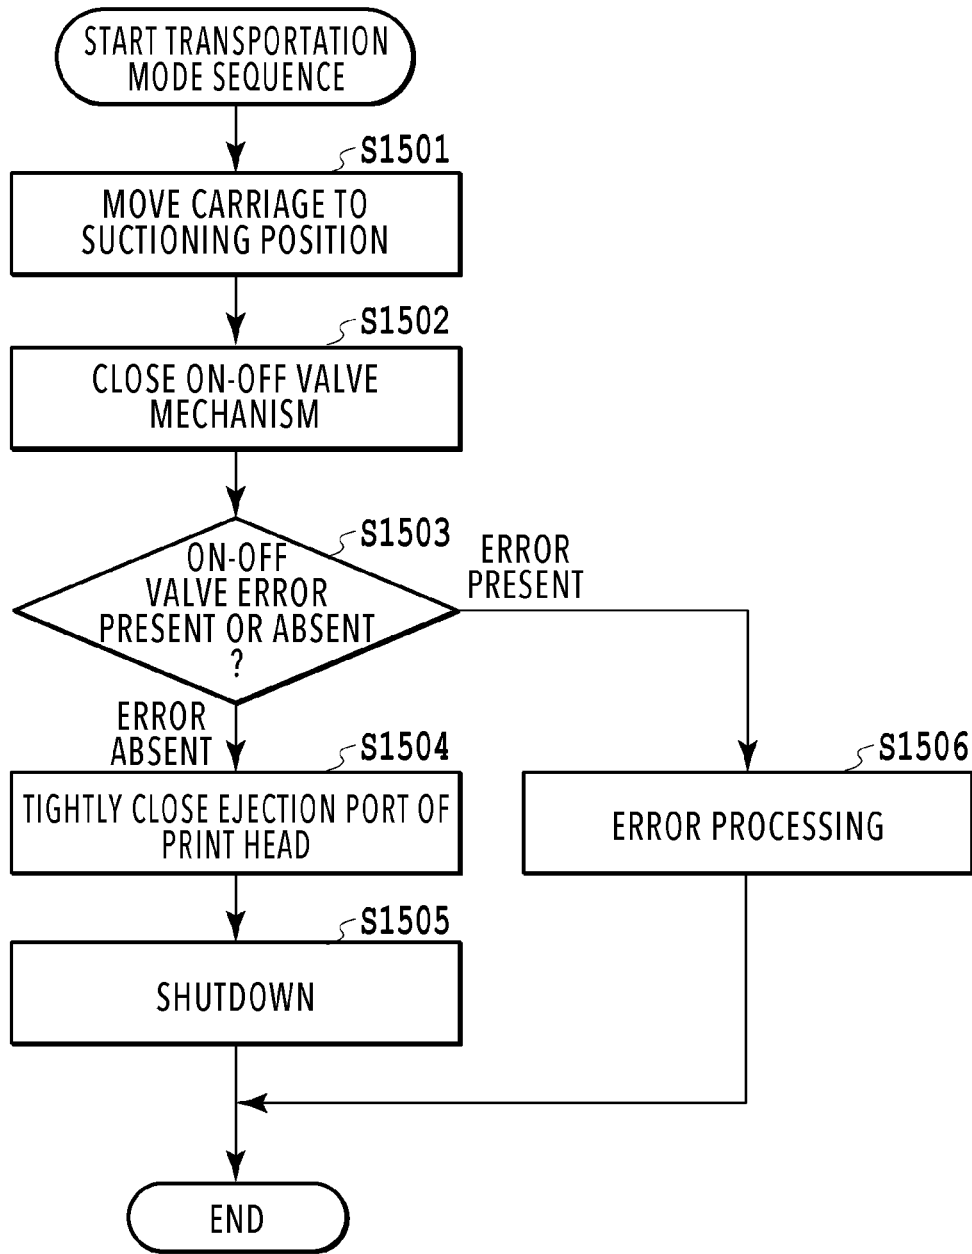 START TRANSPORTATION
MODE SEQUENCE
S1501
MOVE CARRIAGE TO
SUCTIONING POSITION
S1502
CLOSE ON-OFF VALVE
MECHANISM
S1503
ON-OFF
VALVE ERROR
PRESENT OR ABSENT
?
ERROR
PRESENT
ERROR
ABSENT
S1504
TIGHTLY CLOSE EJECTION PORT OF
PRINT HEAD
S1506
ERROR PROCESSING
S1505
SHUTDOWN
END